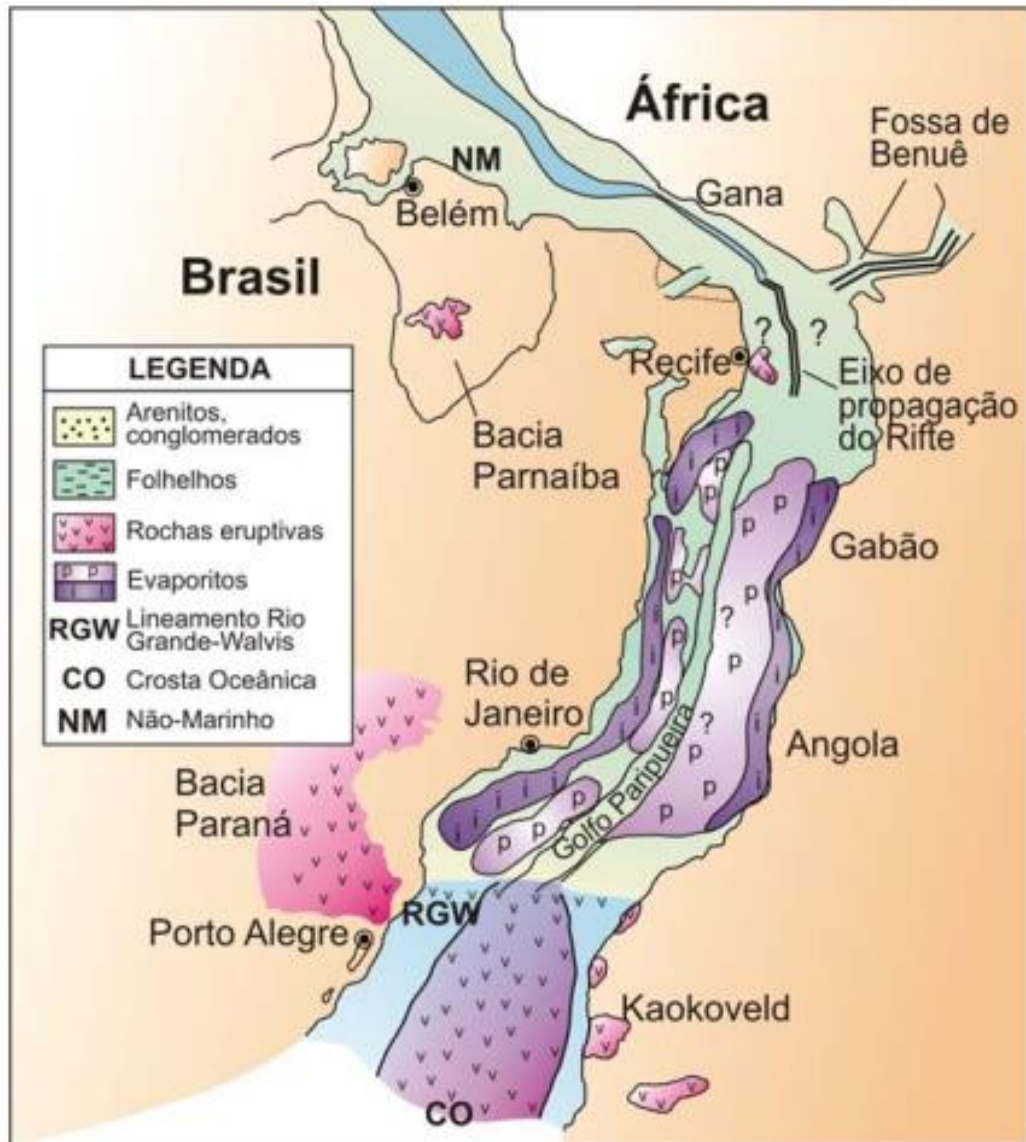 África
Fossa de
Benuê
NM
Gana
Belém
Brasil
? ?
Recife
Eixo de
propagação
do Rifte
Bacia
Parnaíba
LEGENDA
Arenitos,
conglomerados
Folhelhos
v v v v v
Rochas eruptivas
p p
i i
Evaporitos
RGW Lineamento Rio
Grande-Walvis
CO Crosta Oceânica
NM Não-Marinho
Gabão
?
Rio de
Janeiro
?
Angola
Golfo Paripueira
Bacia
Paraná
RGW
Porto Alegre
Kaokoveld
CO